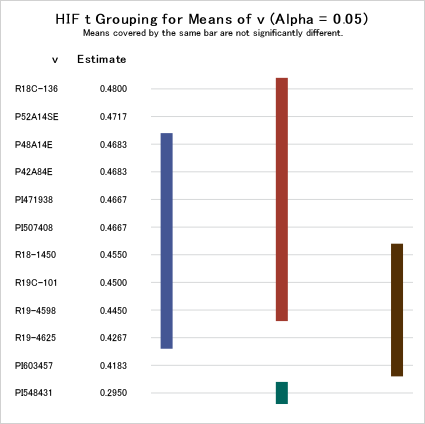 HIF t Grouping for Means of v (Alpha = 0.05)
Means covered by the same bar are not significantly different.
v Estimate
R18C-136 0.4800
P52A14SE 0.4717
P48A14E 0.4683
P42A84E 0.4683
PI471938 0.4667
PI507408 0.4667
R18-1450 0.4550
R19C-101 0.4500
R19-4598 0.4450
R19-4625 0.4267
PI603457 0.4183
PI548431 0.2950